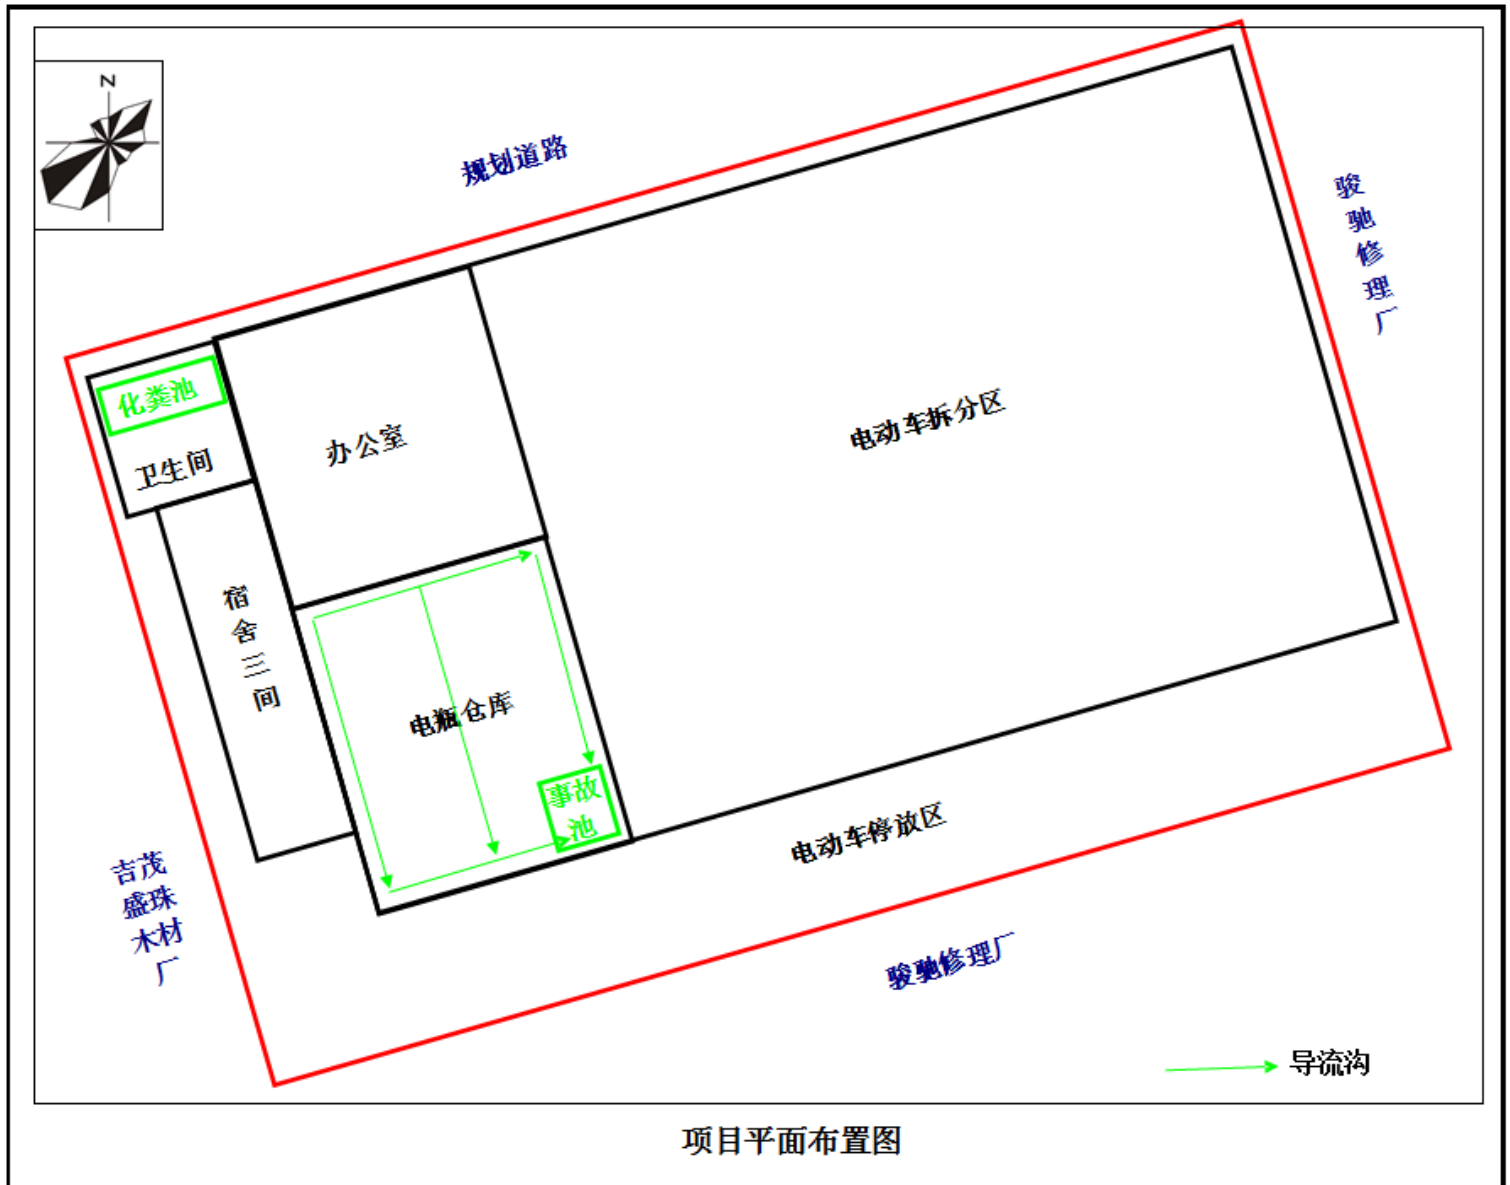 N
规划道路
骏驰修理厂
化粪池
卫生间
办公室
电动车拆分区
宿舍三间
电瓶仓库
事故
池
电动车停放区
吉茂
盛珠
木材
厂
骏驰修理厂
导流沟
项目平面布置图